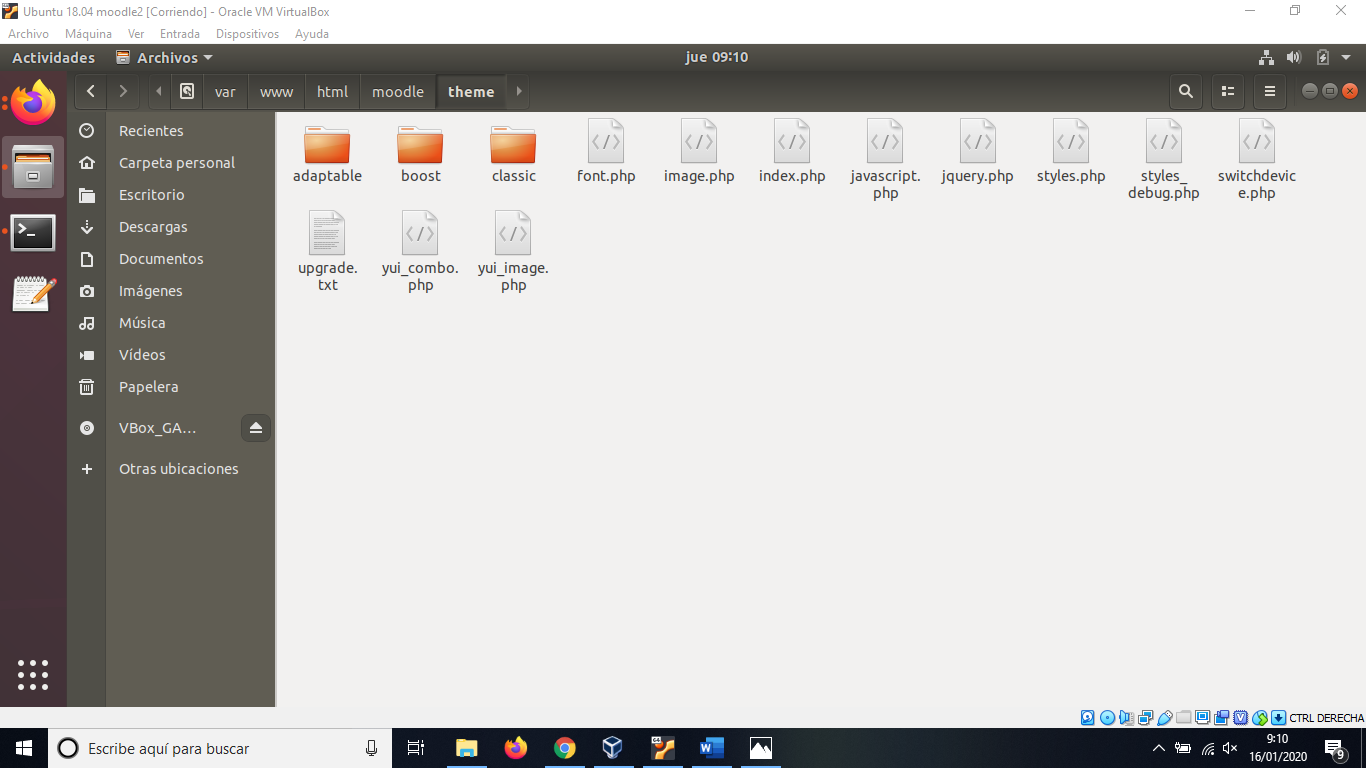 Ubuntu 18.04 moodle2 [Corriendo] - Oracle VM VirtualBox
Archivo Máquina Ver Entrada Dispositivos Ayuda
Actividades Archivos jue 09:10
var www html moodle theme
Recientes
Carpeta personal
Escritorio
Descargas
Documentos
Imágenes
Música
Vídeos
Papelera
VBox_GA...
Otras ubicaciones
adaptable boost classic font.php image.php index.php javascript. jquery.php styles.php styles_ switchdevic
php debug.php e.php
upgrade. yui_combo. yui_image.
txt php php
CTRL DERECHA
Escribe aquí para buscar
9:10
16/01/2020
9